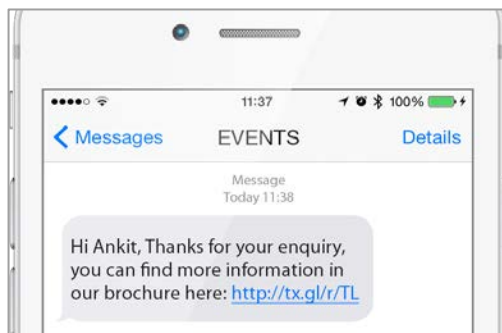 11:37
100%
Messages
EVENTS
Details
Message
Today 11:38
Hi Ankit, Thanks for your enquiry,
you can find more information in
our brochure here: http://tx.gl/r/TL